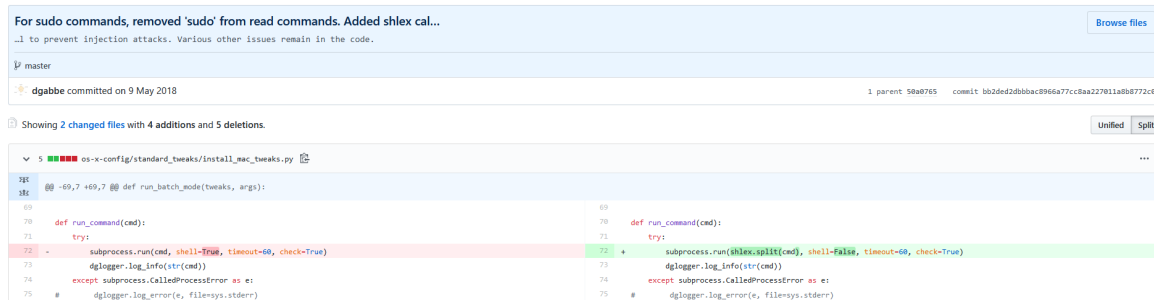 For sudo commands, removed 'sudo' from read commands. Added shlex cal...
Browse files
…l to prevent injection attacks. Various other issues remain in the code.
master
dgabbe committed on 9 May 2018
1 parent 50a0765 commit bb2ded2dbbbac8966a77cc8aa227011a8b8772c
Showing 2 changed files with 4 additions and 5 deletions.
Unified Split
5 os-x-config/standard_tweaks/install_mac_tweaks.py
@@ -69,7 +69,7 @@ def run_batch_mode(tweaks, args):
69
70 def run_command(cmd):
71 try:
72 - subprocess.run(cmd, shell=True, timeout=60, check=True)
73 dglogger.log_info(str(cmd))
74 except subprocess.CalledProcessError as e:
75 # dglogger.log_error(e, file=sys.stderr)
69
70 def run_command(cmd):
71 try:
72 + subprocess.run(shlex.split(cmd), shell=False, timeout=60, check=True)
73 dglogger.log_info(str(cmd))
74 except subprocess.CalledProcessError as e:
75 # dglogger.log_error(e, file=sys.stderr)